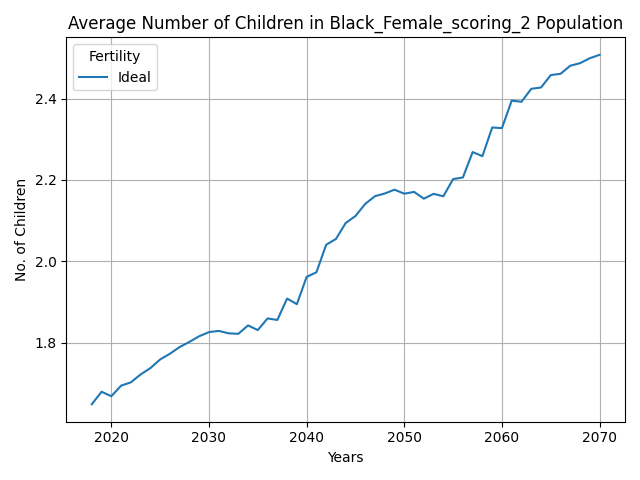 Average Number of Children in Black_Female_scoring_2 Population
Fertility
Ideal
No. of Children
2.4
2.2
2.0
1.8
2020 2030 2040 2050 2060 2070
Years